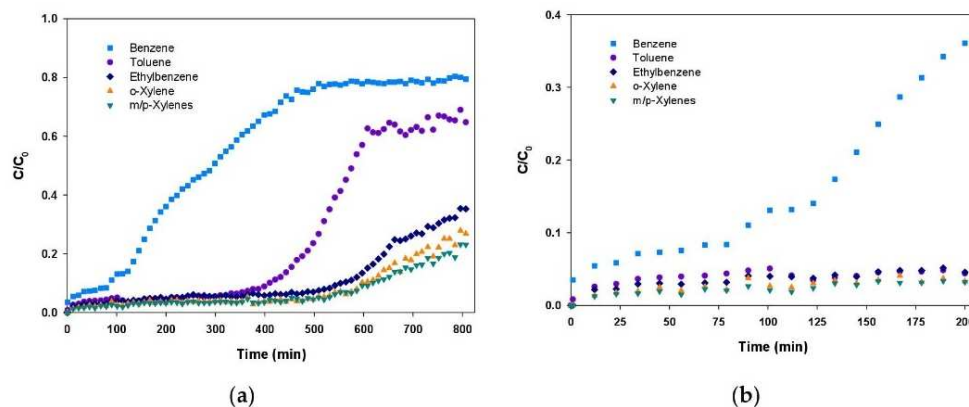 1.0
0.8
0.6
0.4
0.2
0.0
C/C0
Benzene
Toluene
Ethylbenzene
o-Xylene
m/p-Xylenes
0 100 200 300 400 500 600 700 800
Time (min)
(a)
0.4
0.3
0.2
0.1
0.0
C/C0
Benzene
Toluene
Ethylbenzene
o-Xylene
m/p-Xylenes
0 25 50 75 100 125 150 175 200
Time (min)
(b)